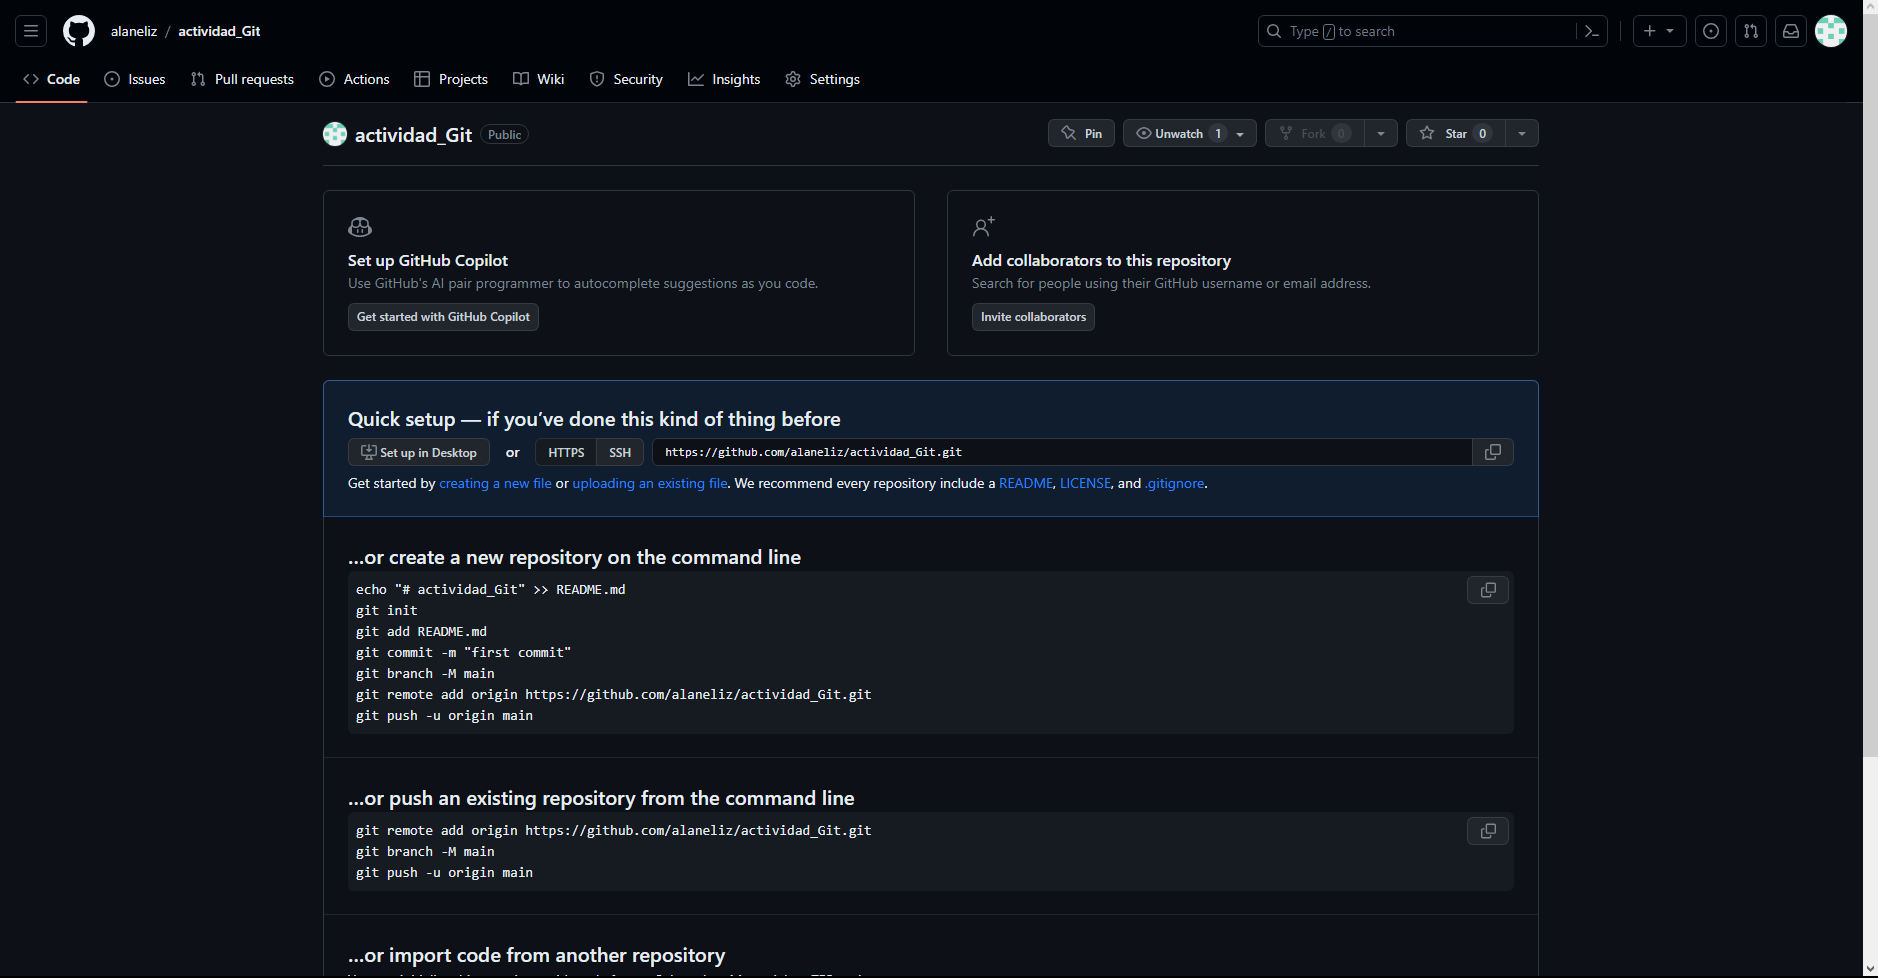 alaneliz / actividad_Git
Type / to search
Code Issues Pull requests Actions Projects Wiki Security Insights Settings
actividad_Git Public
Pin Unwatch 1 Fork 0 Star 0
Set up GitHub Copilot
Use GitHub's AI pair programmer to autocomplete suggestions as you code.
Get started with GitHub Copilot
Add collaborators to this repository
Search for people using their GitHub username or email address.
Invite collaborators
Quick setup — if you’ve done this kind of thing before
Set up in Desktop or HTTPS SSH https://github.com/alaneliz/actividad_Git.git
Get started by creating a new file or uploading an existing file. We recommend every repository include a README, LICENSE, and .gitignore.
…or create a new repository on the command line
echo "# actividad_Git" >> README.md
git init
git add README.md
git commit -m "first commit"
git branch -M main
git remote add origin https://github.com/alaneliz/actividad_Git.git
git push -u origin main
…or push an existing repository from the command line
git remote add origin https://github.com/alaneliz/actividad_Git.git
git branch -M main
git push -u origin main
…or import code from another repository